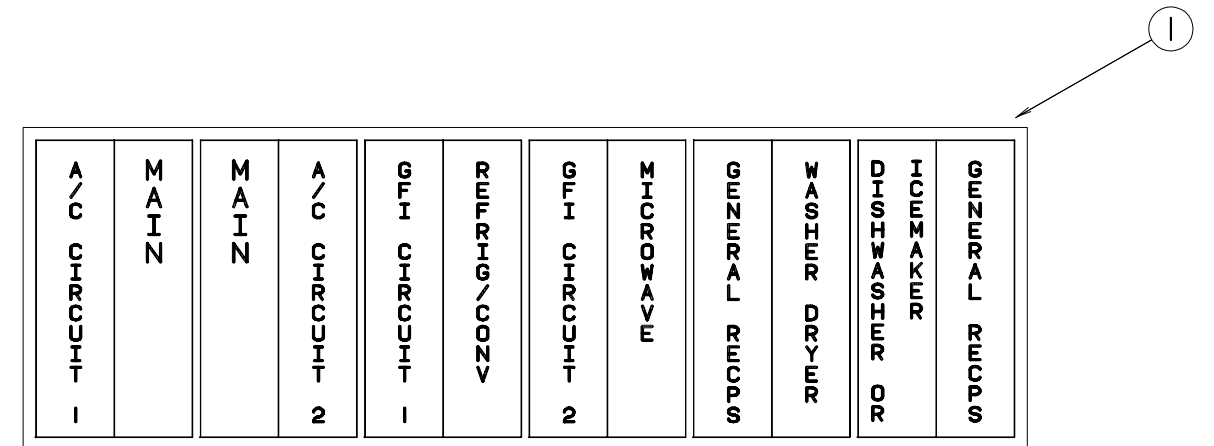 1
A/C CIRCUIT 1
MAIN
MAIN
A/C CIRCUIT 2
GFI CIRCUIT 1
REFRIG/CONV
GFI CIRCUIT 2
MICROWAVE
GENERAL RECPS
WASHER DRYER
DISHWASHER OR
ICEMAKER
GENERAL RECPS